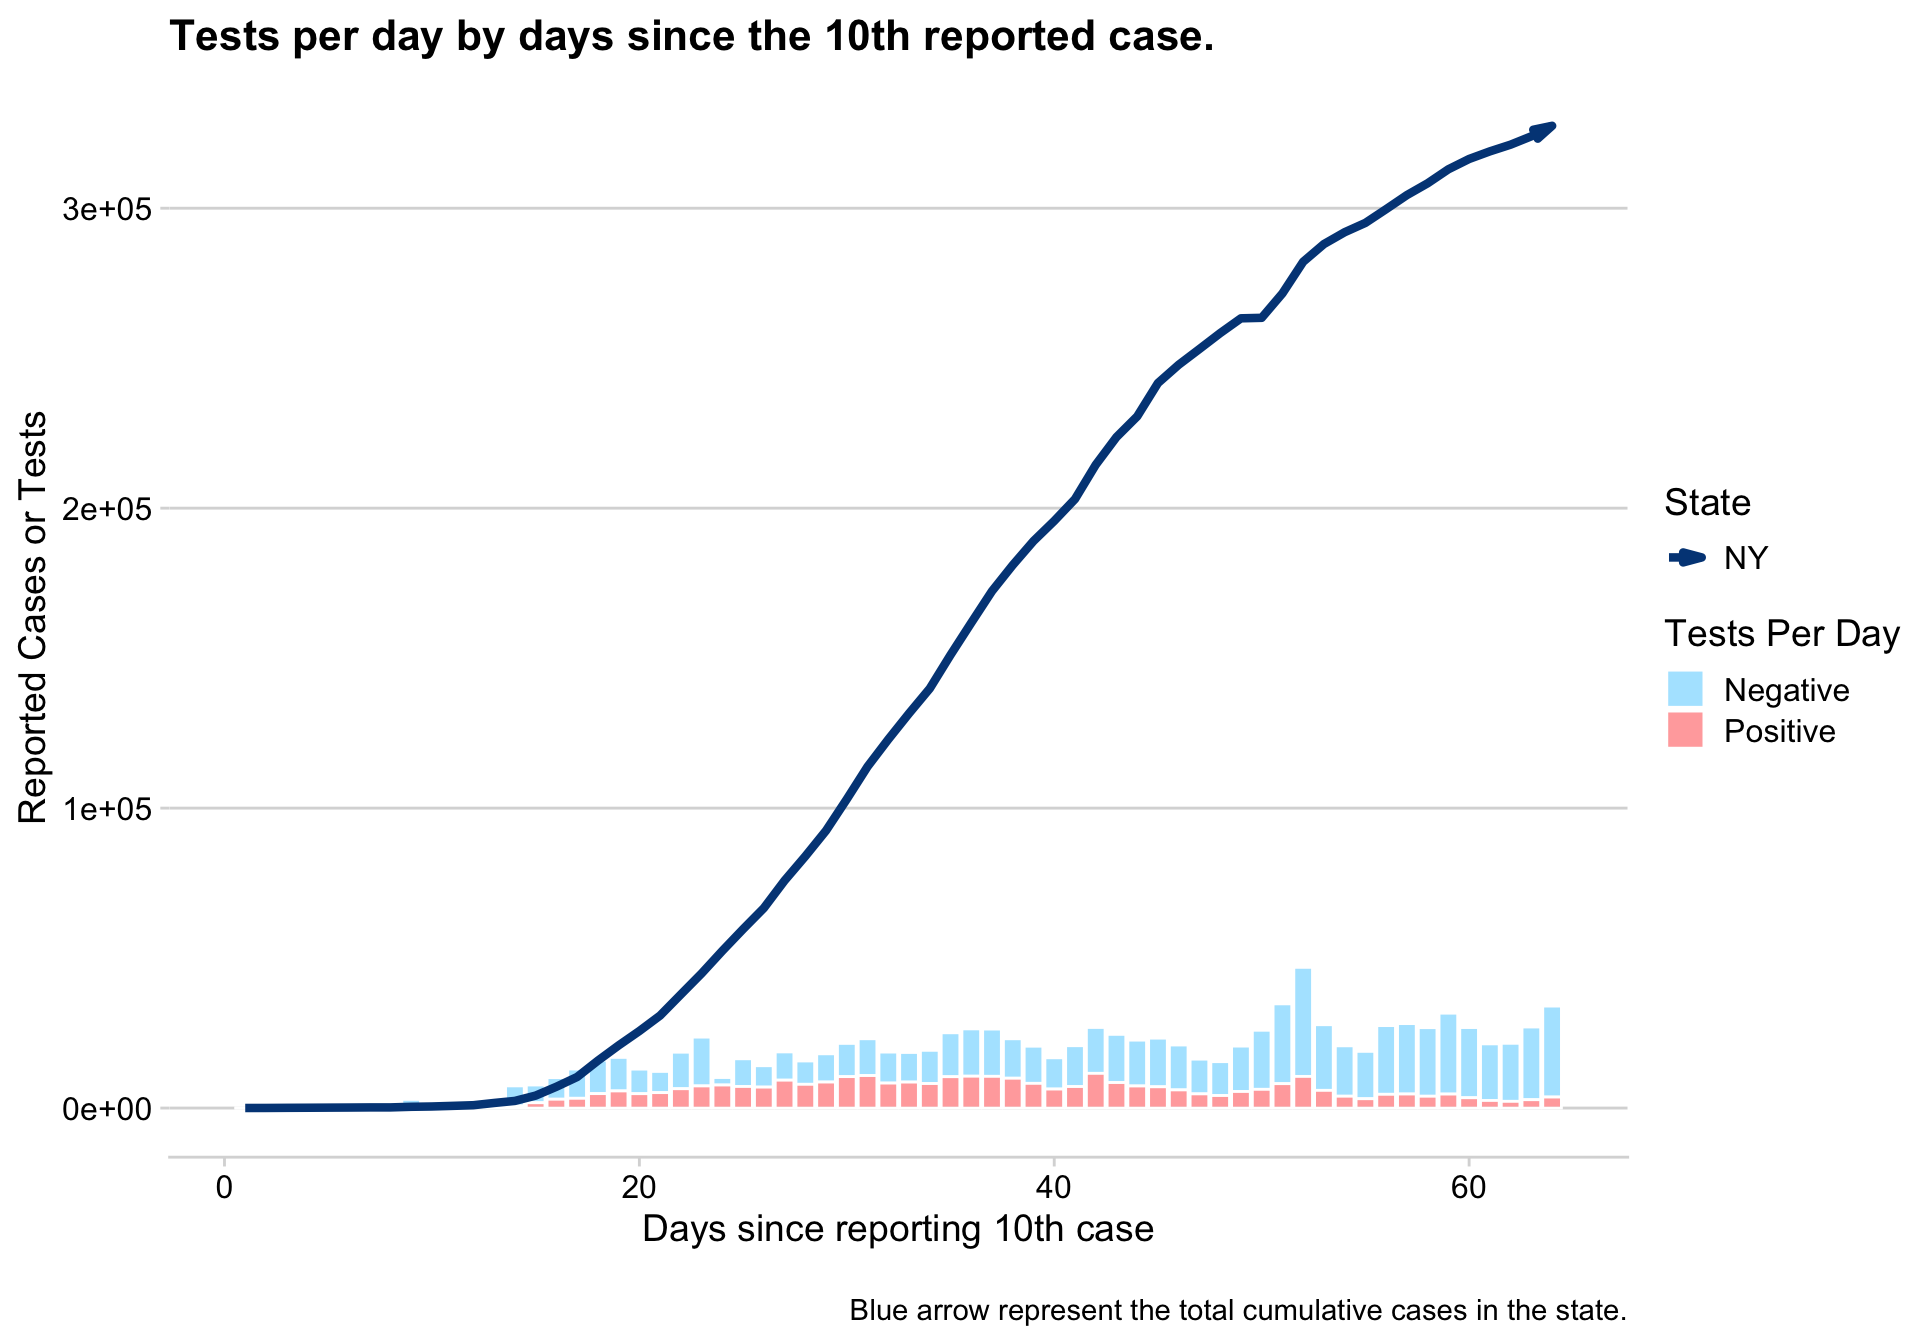 Tests per day by days since the 10th reported case.
3e+05
2e+05
1e+05
0e+00
Reported Cases or Tests
0
20
40
60
Days since reporting 10th case
State
NY
Tests Per Day
Negative
Positive
Blue arrow represent the total cumulative cases in the state.